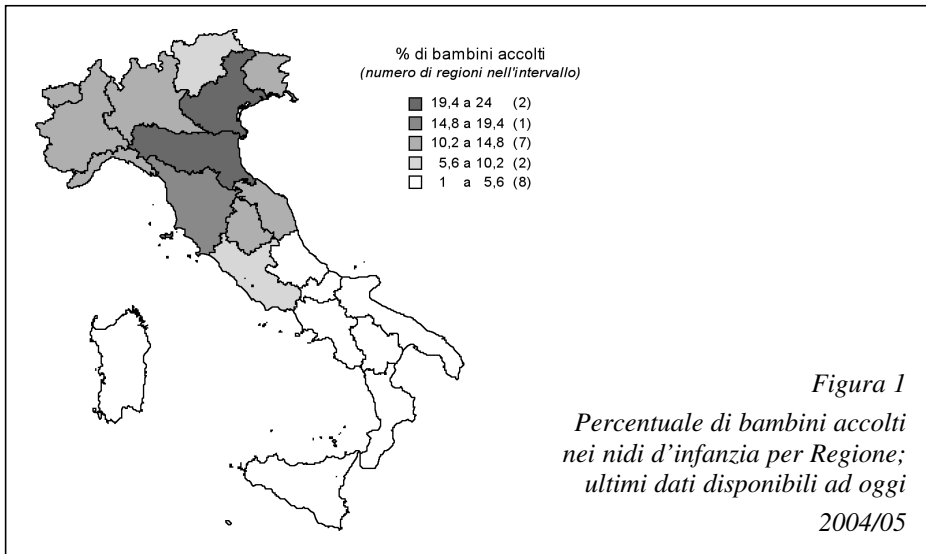 % di bambini accolti
(numero di regioni nell'intervallo)
19,4 a 24 (2)
14,8 a 19,4 (1)
10,2 a 14,8 (7)
5,6 a 10,2 (2)
1 a 5,6 (8)
Figura 1
Percentuale di bambini accolti
nei nidi d'infanzia per Regione;
ultimi dati disponibili ad oggi
2004/05